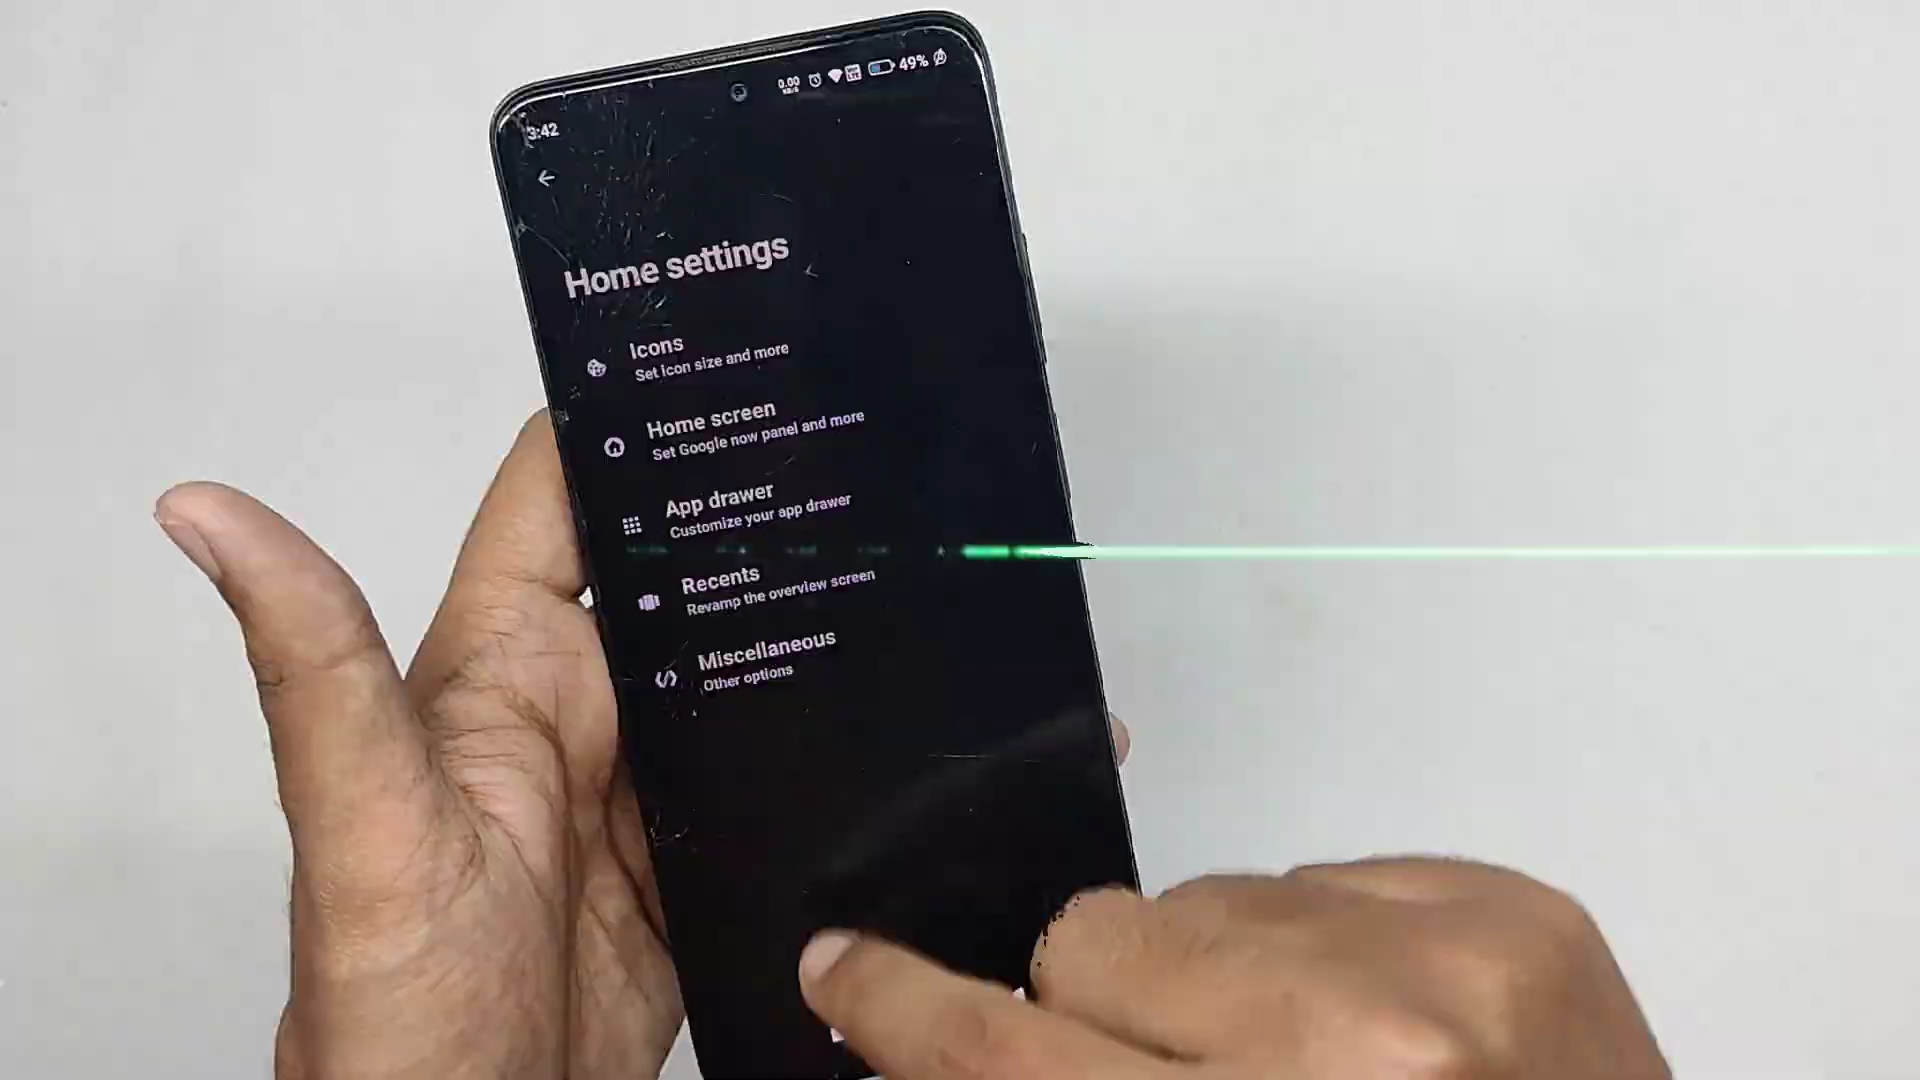 0.00
KB/S
49%
3:42
Home settings
Icons
Set icon size and more
Home screen
Set Google now panel and more
App drawer
Customize your app drawer
Recents
Revamp the overview screen
Miscellaneous
Other options